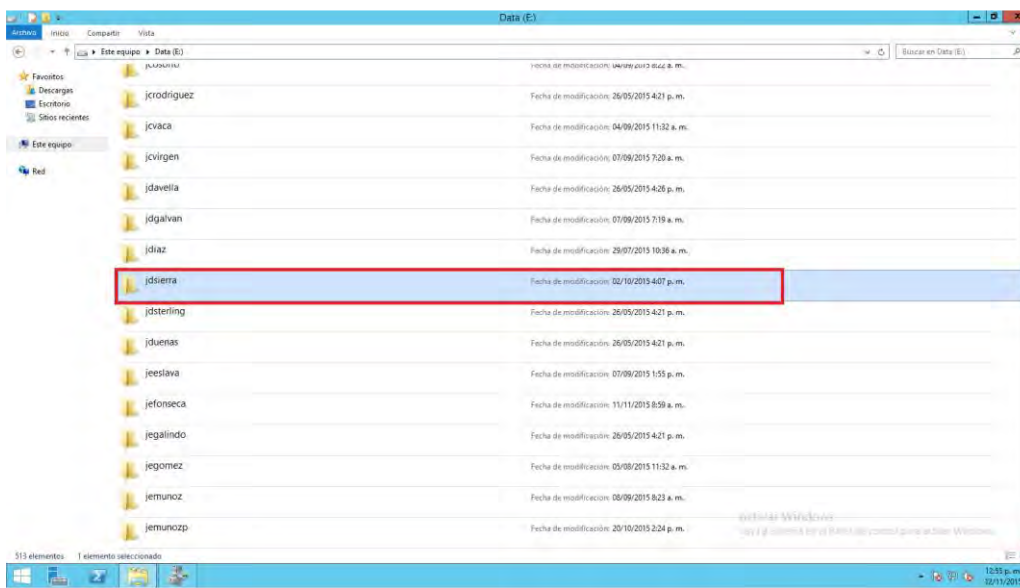 Data (E:)
Archivo Inicio Compartir Vista
Este equipo Data (E:) Buscar en Data (E:)
Favoritos
Descargas
Escritorio
Sitios recientes
Este equipo
Red
Fecha de modificación: 04/09/2015 8:22 a. m.
jcrodriguez Fecha de modificación: 26/05/2015 4:21 p. m.
jcvaca Fecha de modificación: 04/09/2015 11:32 a. m.
jcvirgen Fecha de modificación: 07/09/2015 7:20 a. m.
jdavella Fecha de modificación: 26/05/2015 4:26 p. m.
jdgalvan Fecha de modificación: 07/09/2015 7:19 a. m.
jdiaz Fecha de modificación: 29/07/2015 10:36 a. m.
jdsierra Fecha de modificación: 02/10/2015 4:07 p. m.
jdsterling Fecha de modificación: 26/05/2015 4:21 p. m.
jduenas Fecha de modificación: 26/05/2015 4:21 p. m.
jeeslava Fecha de modificación: 07/09/2015 1:55 p. m.
jefonseca Fecha de modificación: 11/11/2015 8:59 a. m.
jegalindo Fecha de modificación: 26/05/2015 4:21 p. m.
jegomez Fecha de modificación: 05/08/2015 11:32 a. m.
jemunoz Fecha de modificación: 08/09/2015 8:23 a. m.
jemunozp Fecha de modificación: 20/10/2015 2:24 p. m.
Activar Windows
513 elementos 1 elemento seleccionado
12:55 p. m.